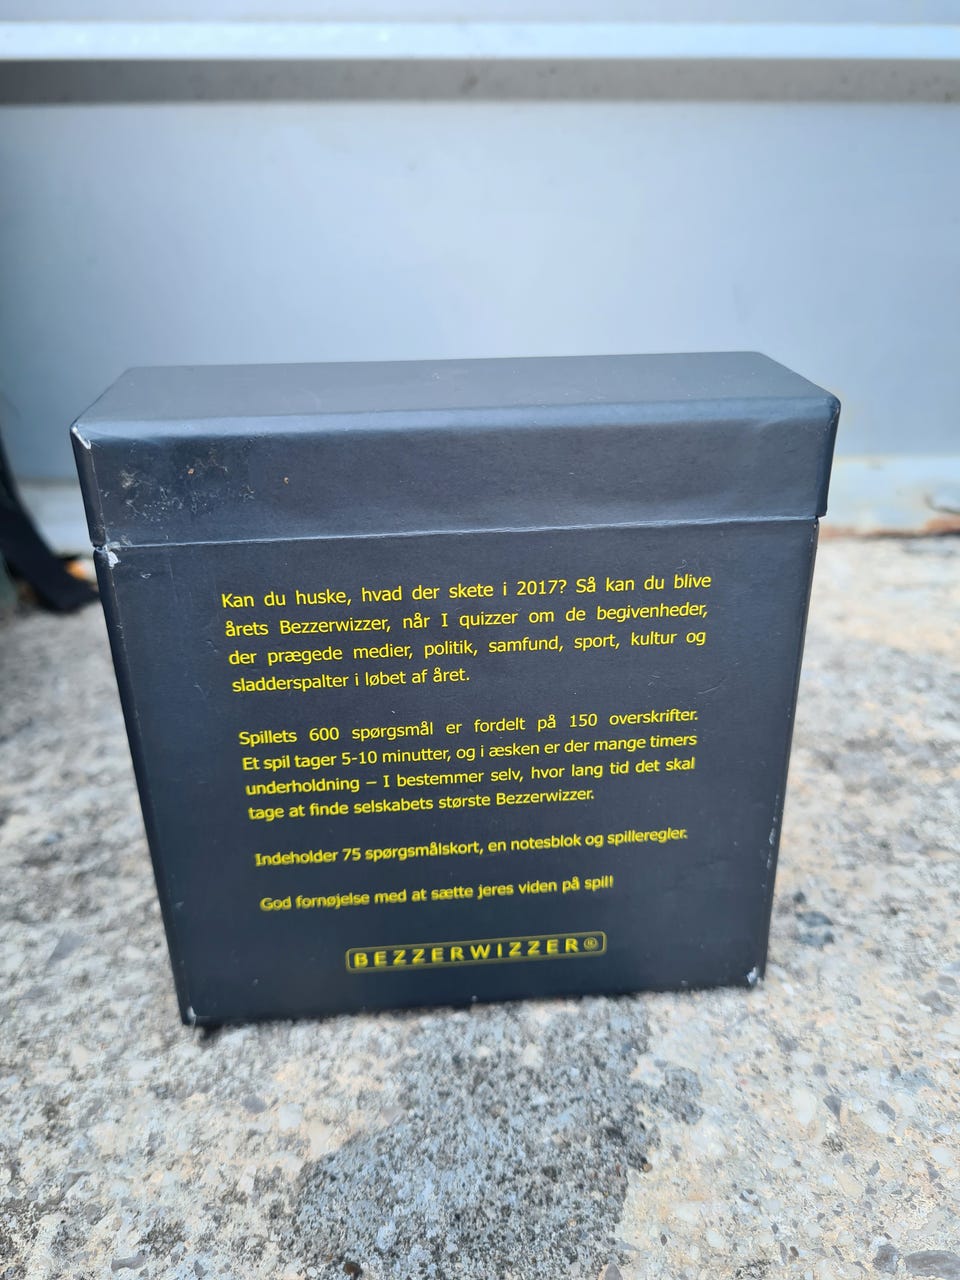 Kan du huske, hvad der skete i 2017? Så kan du blive
årets Bezzerwizzer, når I quizzer om de begivenheder,
der prægede medier, politik, samfund, sport, kultur og
sladderspalter i løbet af året.
Spillets 600 spørgsmål er fordelt på 150 overskrifter.
Et spil tager 5-10 minutter, og i æsken er der mange timers
underholdning – I bestemmer selv, hvor lang tid det skal
tage at finde selskabets største Bezzerwizzer.
Indeholder 75 spørgsmålskort, en notesblok og spilleregler.
God fornøjelse med at sætte jeres viden på spil!
BEZZERWIZZER®